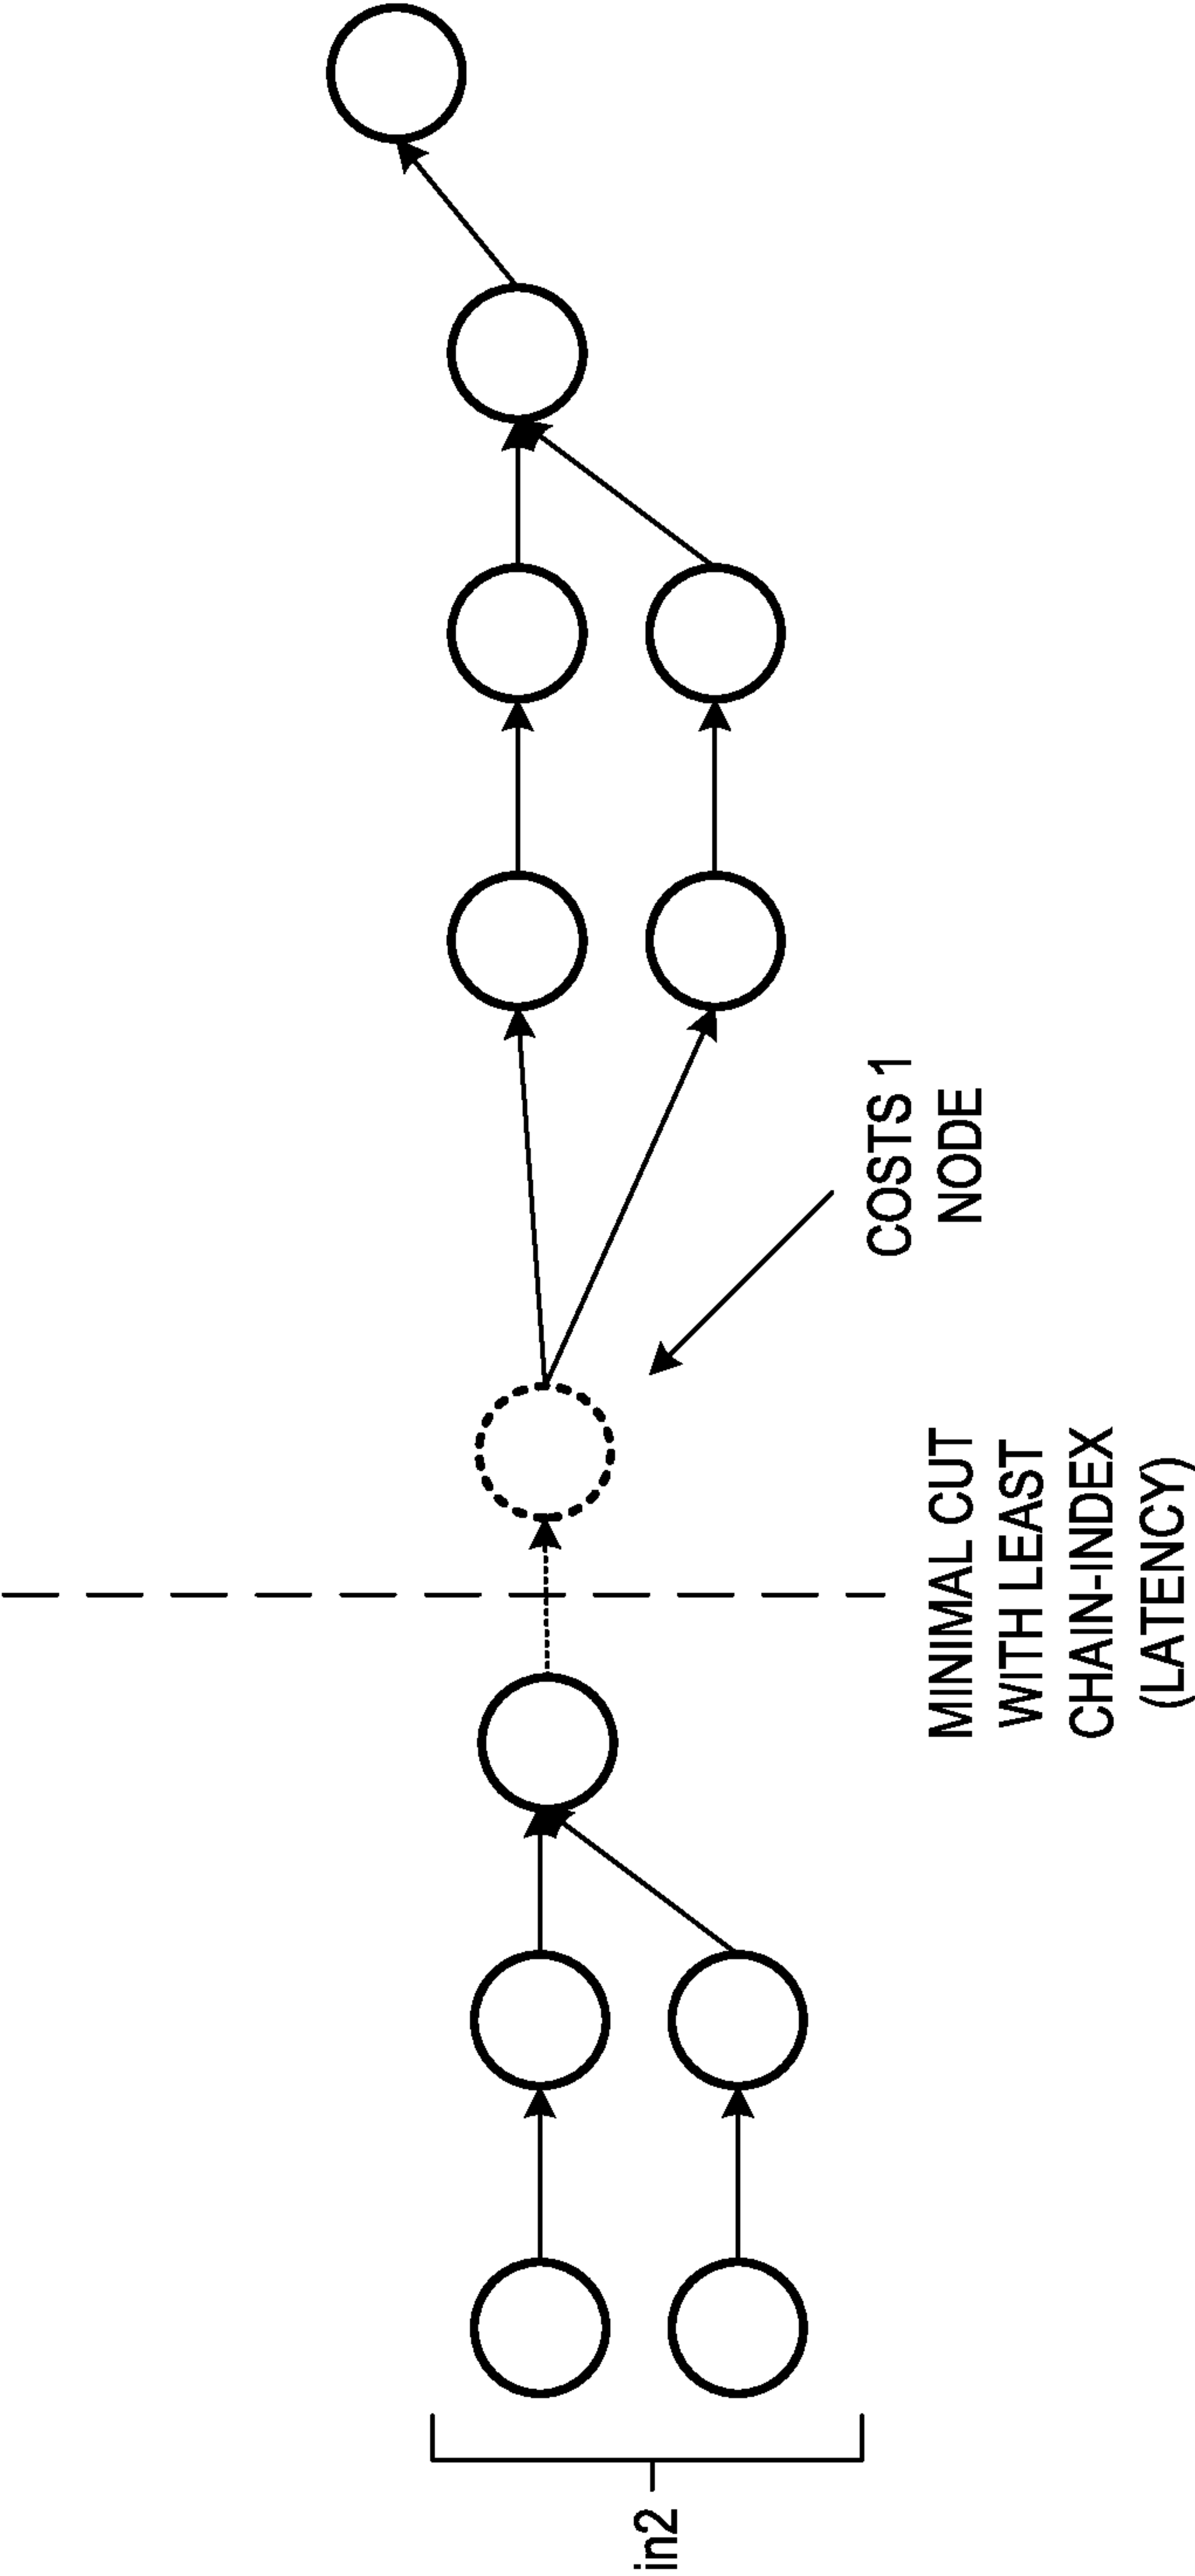 in2
MINIMAL CUT
WITH LEAST
CHAIN-INDEX
(LATENCY)
COSTS 1
NODE